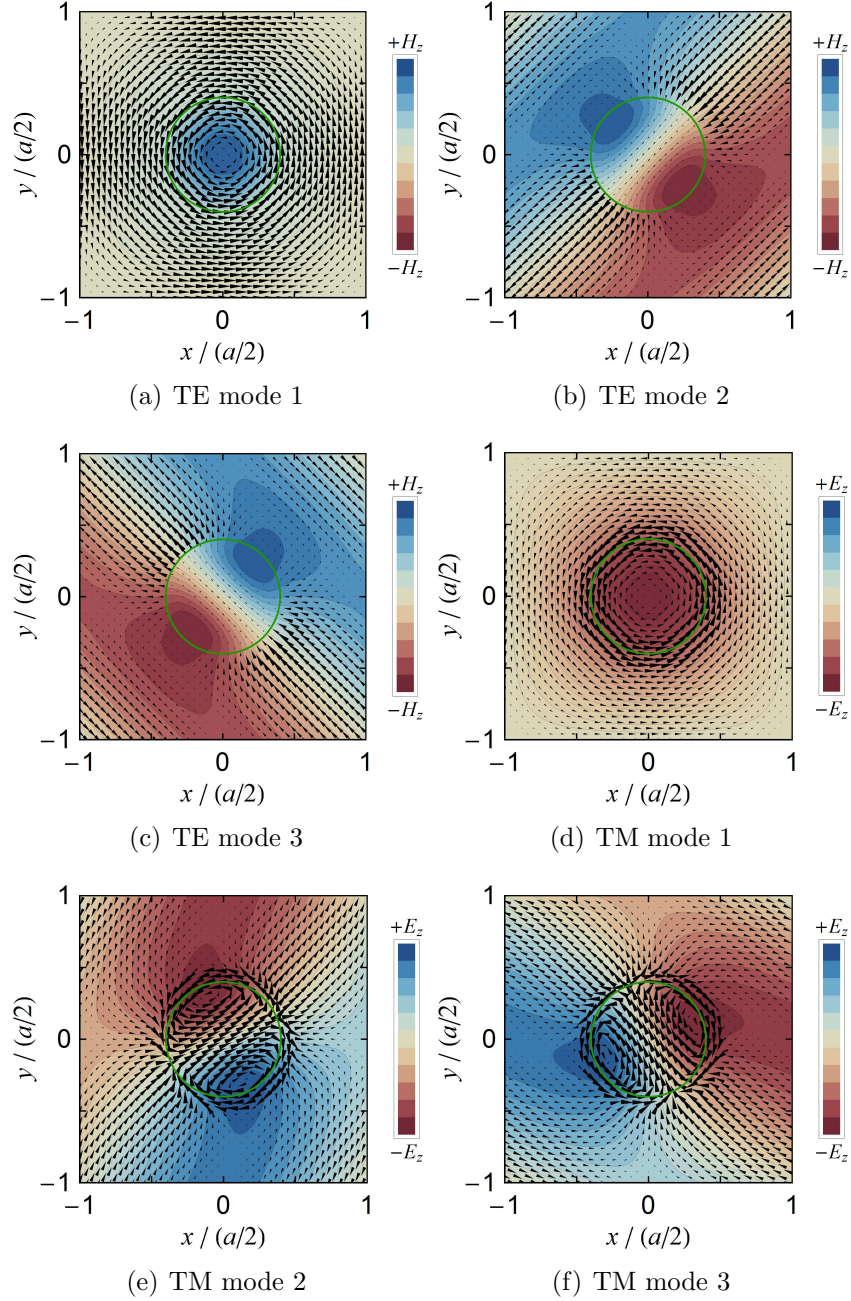 1
0
−1
−1
0
1
y / (a/2)
x / (a/2)
+Hz
−Hz
(a) TE mode 1
1
0
−1
−1
0
1
y / (a/2)
x / (a/2)
+Hz
−Hz
(b) TE mode 2
1
0
−1
−1
0
1
y / (a/2)
x / (a/2)
+Hz
−Hz
(c) TE mode 3
1
0
−1
−1
0
1
y / (a/2)
x / (a/2)
+Ez
−Ez
(d) TM mode 1
1
0
−1
−1
0
1
y / (a/2)
x / (a/2)
+Ez
−Ez
(e) TM mode 2
1
0
−1
−1
0
1
y / (a/2)
x / (a/2)
+Ez
−Ez
(f) TM mode 3